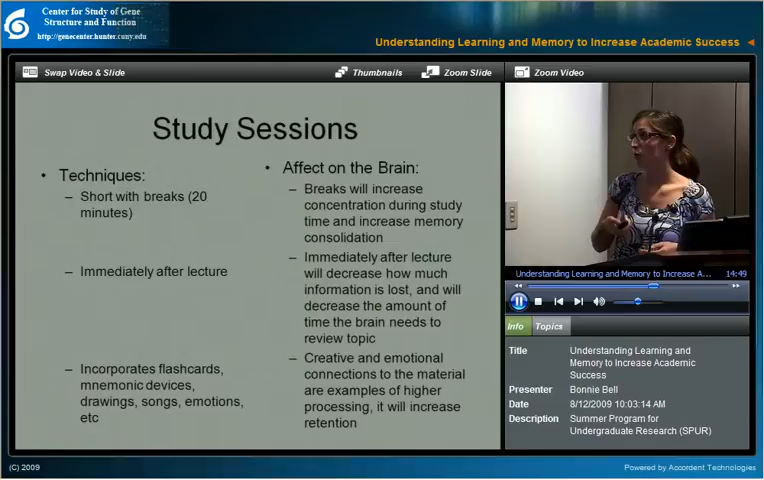 Center for Study of Gene
Structure and Function
http://genecenter.hunter.cuny.edu
Understanding Learning and Memory to Increase Academic Success
Swap Video & Slide
Thumbnails
Zoom Slide
Zoom Video
Study Sessions
• Techniques:
– Short with breaks (20
minutes)
– Immediately after lecture
– Incorporates flashcards,
mnemonic devices,
drawings, songs, emotions,
etc
• Affect on the Brain:
– Breaks will increase
concentration during study
time and increase memory
consolidation
– Immediately after lecture
will decrease how much
information is lost, and will
decrease the amount of
time the brain needs to
review topic
– Creative and emotional
connections to the material
are examples of higher
processing, it will increase
retention
Understanding Learning and Memory to Increase A... 14:49
Info Topics
Title Understanding Learning and
Memory to Increase Academic
Success
Presenter Bonnie Bell
Date 8/12/2009 10:03:14 AM
Description Summer Program for
Undergraduate Research (SPUR)
(C) 2009
Powered by Accordent Technologies